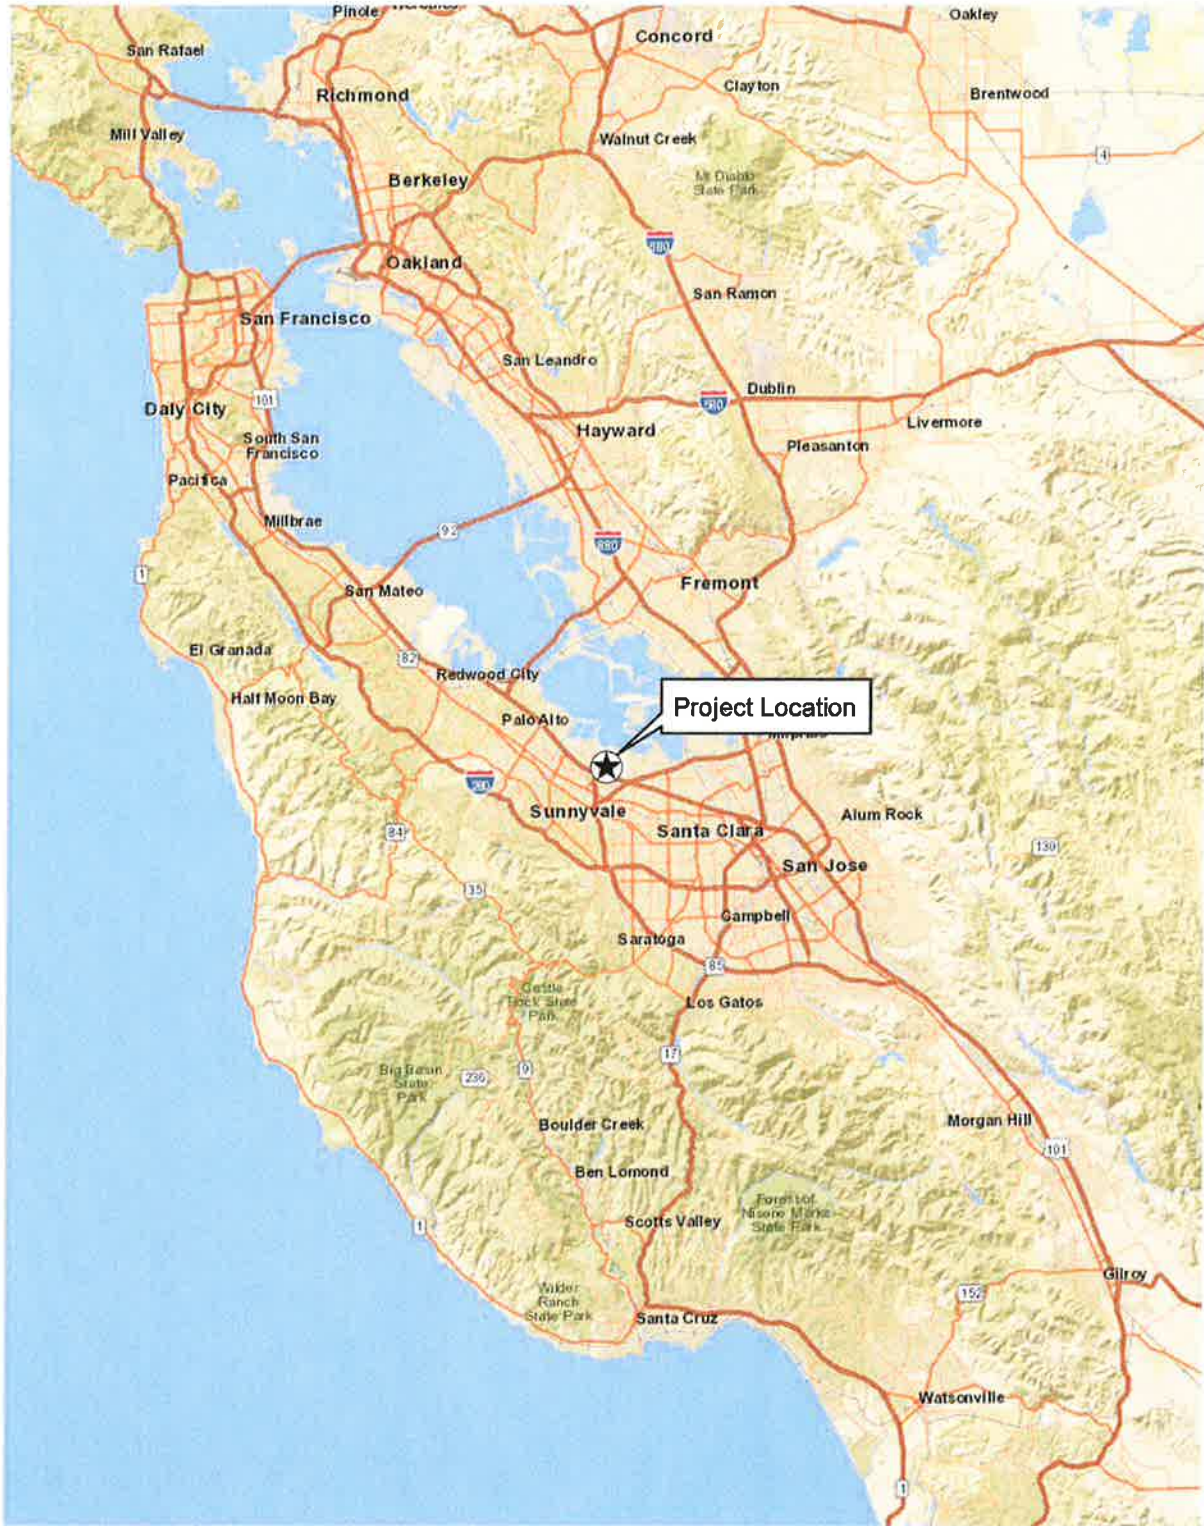 Pinole
Oakley
San Rafael
Concord
Clayton
Brentwood
Richmond
Mill Valley
Walnut Creek
4
Berkeley
Mt Diablo
State Park
680
Oakland
San Ramon
San Francisco
San Leandro
Dublin
101
580
Daly City
Livermore
Hayward
South San
Francisco
Pleasanton
Pacifica
Millbrae
92
880
1
San Mateo
Fremont
El Granada
82
Redwood City
Half Moon Bay
Project Location
Palo Alto
280
Sunnyvale
Alum Rock
Santa Clara
84
130
San Jose
35
Campbell
Saratoga
85
Castle
Rock State
Park
Los Gatos
17
Big Basin
State
Park
236
9
Boulder Creek
Morgan Hill
101
Ben Lomond
Forest of
Nisene Marks
State Park
Scotts Valley
1
Gilroy
Wilder
Ranch
State Park
152
Santa Cruz
Watsonville
1